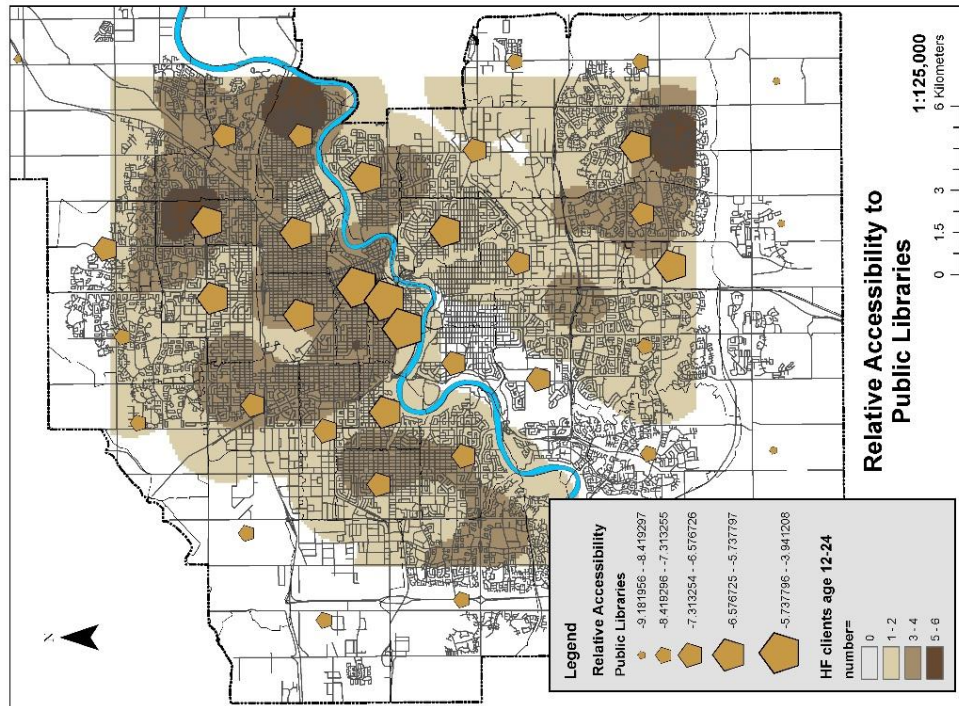 N
Relative Accessibility to
Public Libraries
1:125,000
0 1.5 3 6 Kilometers
Legend
Relative Accessibility
Public Libraries
-9.181956 - -8.419297
-8.419296 - -7.313255
-7.313254 - -6.576726
-6.576725 - -5.737797
-5.737796 - -3.941208
HF clients age 12-24
number=
0
1 - 2
3 - 4
5 - 6